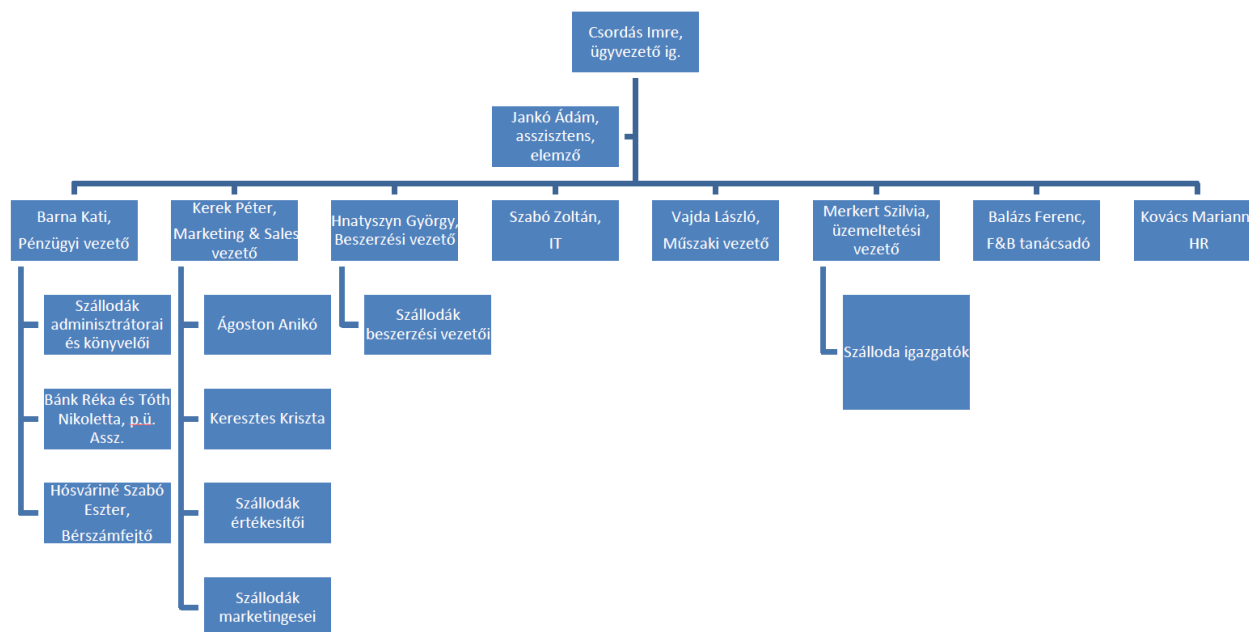 Csordás Imre,
ügyvezető ig.
Jankó Ádám,
asszisztens,
elemző
Barna Kati,
Pénzügyi vezető
Kerek Péter,
Marketing & Sales
vezető
Hnatyszyn György,
Beszerzési vezető
Szabó Zoltán,
IT
Vajda László,
Műszaki vezető
Merkert Szilvia,
üzemeltetési
vezető
Balázs Ferenc,
F&B tanácsadó
Kovács Mariann
HR
Szállodák
adminisztrátorai
és könyvelői
Bánk Réka és Tóth
Nikoletta, p.ü.
Assz.
Hósváriné Szabó
Eszter,
Bérszámfejtő
Ágoston Anikó
Keresztes Kriszta
Szállodák
értékesítői
Szállodák
marketingesei
Szállodák
beszerzési vezetői
Szálloda igazgatók